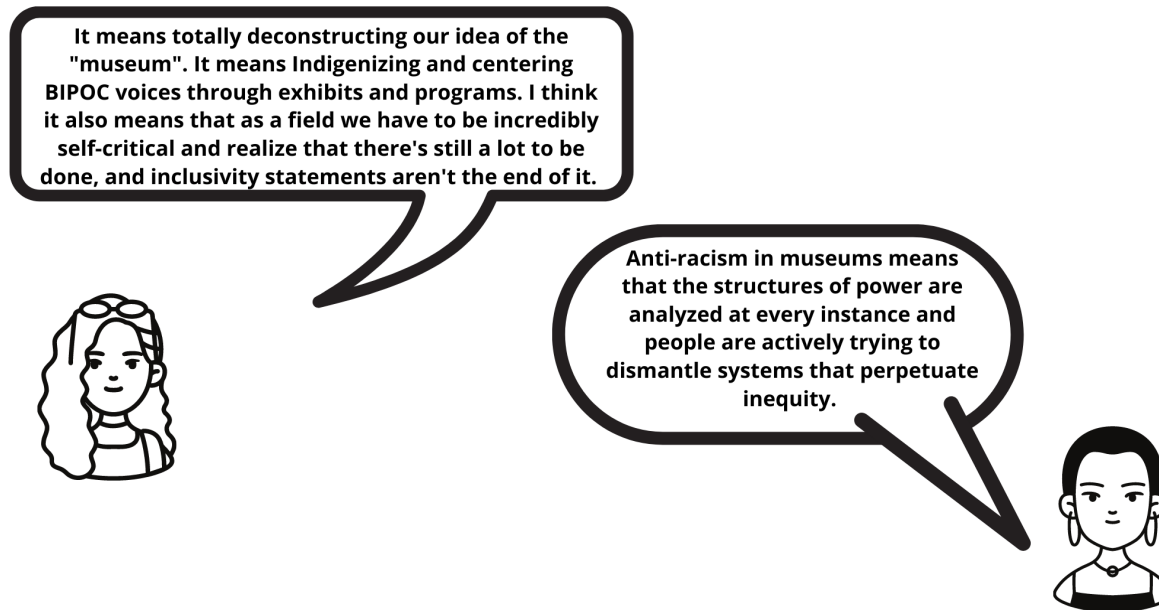 It means totally deconstructing our idea of the
"museum". It means Indigenizing and centering
BIPOC voices through exhibits and programs. I think
it also means that as a field we have to be incredibly
self-critical and realize that there's still a lot to be
done, and inclusivity statements aren't the end of it.
Anti-racism in museums means
that the structures of power are
analyzed at every instance and
people are actively trying to
dismantle systems that perpetuate
inequity.